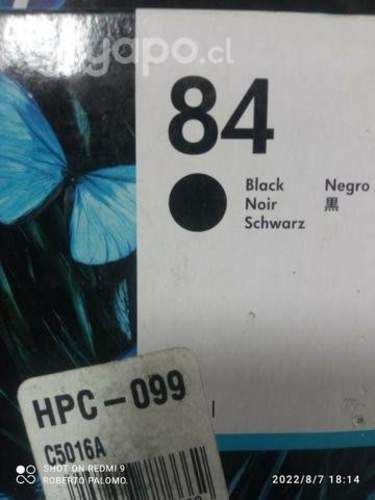 yapo.cl
84
Black Negro
Noir 黒
Schwarz
HPC-099
C5016A
SHOT ON REDMI 9
ROBERTO PALOMO.
2022/8/7 18:14